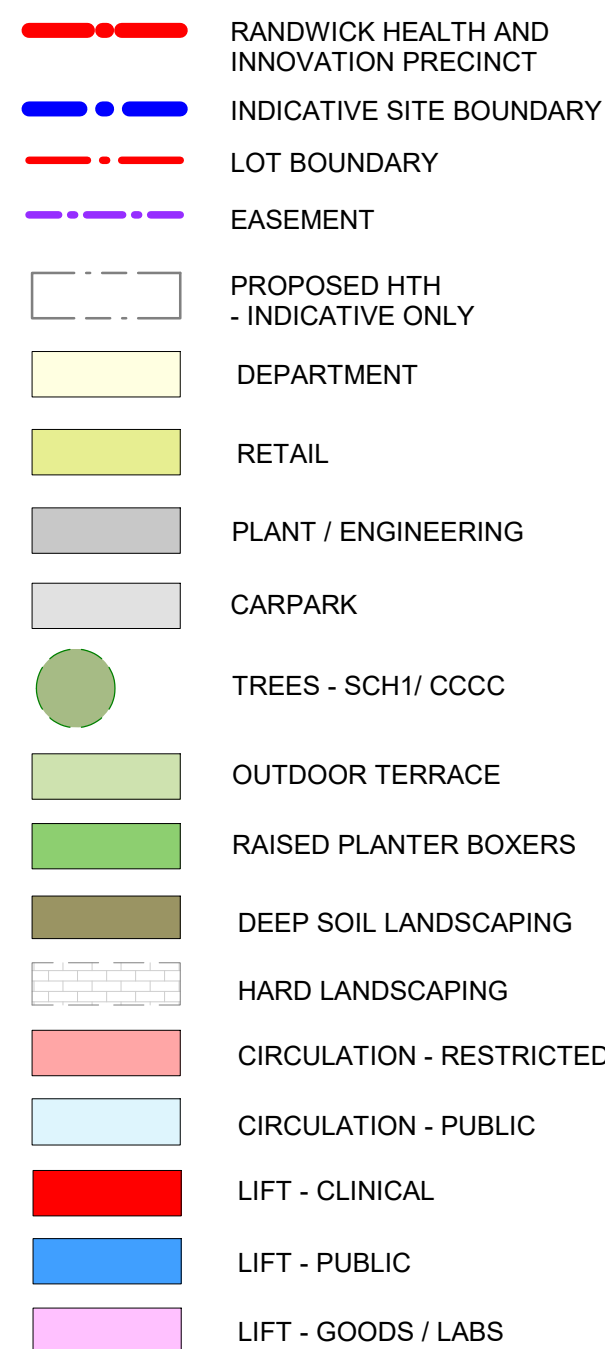 RANDWICK HEALTH AND
INNOVATION PRECINCT
INDICATIVE SITE BOUNDARY
LOT BOUNDARY
EASEMENT
PROPOSED HTH
- INDICATIVE ONLY
DEPARTMENT
RETAIL
PLANT / ENGINEERING
CARPARK
TREES - SCH1/ CCCC
OUTDOOR TERRACE
RAISED PLANTER BOXERS
DEEP SOIL LANDSCAPING
HARD LANDSCAPING
CIRCULATION - RESTRICTED
CIRCULATION - PUBLIC
LIFT - CLINICAL
LIFT - PUBLIC
LIFT - GOODS / LABS